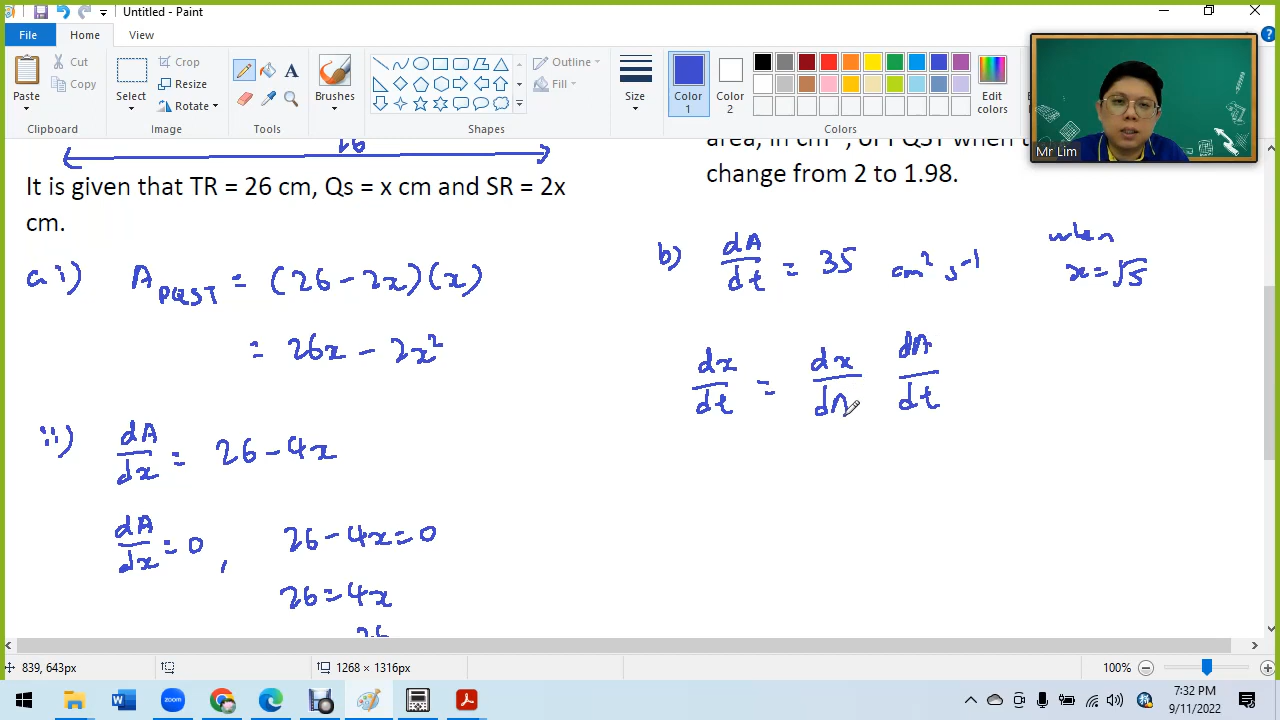 Untitled - Paint
File Home View
Paste
Cut
Copy
Clipboard
Select
Crop
Resize
Rotate
Image
Tools
Brushes
Shapes
Outline
Fill
Size
Color 1
Color 2
Edit colors
Colors
Mr Lim
26
It is given that TR = 26 cm, Qs = x cm and SR = 2x
cm.
change from 2 to 1.98.
a i) A PQST = (26 - 2x)(x)
= 26x - 2x²
ii) dA/dx = 26 - 4x
dA/dx = 0, 26 - 4x = 0
26 = 4x
26
b) dA/dt = 35 cm² s⁻¹ when x = √5
dx/dt = dx/dA dA/dt
839, 643px
1268 × 1316px
100%
zoom
7:32 PM
9/11/2022